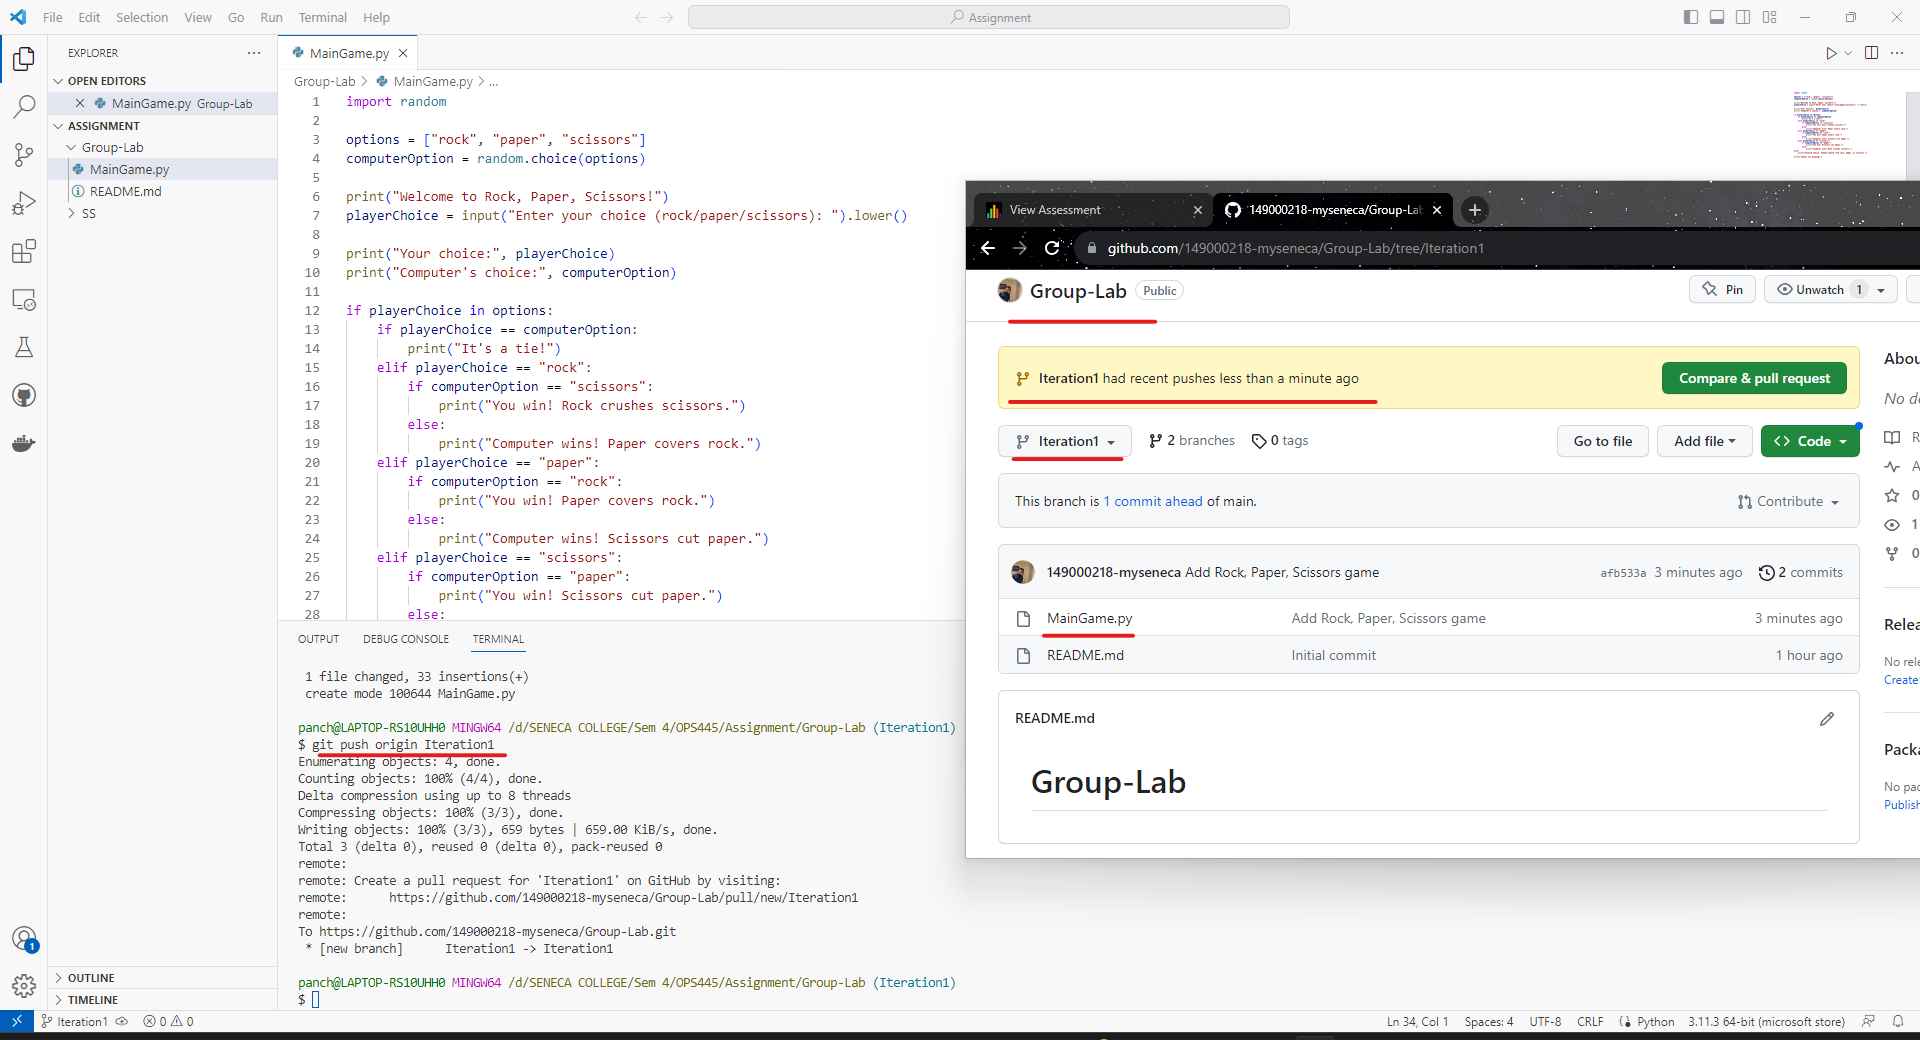 File Edit Selection View Go Run Terminal Help
Assignment
EXPLORER
OPEN EDITORS
MainGame.py Group-Lab
ASSIGNMENT
Group-Lab
MainGame.py
README.md
SS
OUTLINE
TIMELINE
MainGame.py
Group-Lab > MainGame.py > ...
1 import random
2
3 options = ["rock", "paper", "scissors"]
4 computerOption = random.choice(options)
5
6 print("Welcome to Rock, Paper, Scissors!")
7 playerChoice = input("Enter your choice (rock/paper/scissors): ").lower()
8
9 print("Your choice:", playerChoice)
10 print("Computer's choice:", computerOption)
11
12 if playerChoice in options:
13 if playerChoice == computerOption:
14 print("It's a tie!")
15 elif playerChoice == "rock":
16 if computerOption == "scissors":
17 print("You win! Rock crushes scissors.")
18 else:
19 print("Computer wins! Paper covers rock.")
20 elif playerChoice == "paper":
21 if computerOption == "rock":
22 print("You win! Paper covers rock.")
23 else:
24 print("Computer wins! Scissors cut paper.")
25 elif playerChoice == "scissors":
26 if computerOption == "paper":
27 print("You win! Scissors cut paper.")
28 else:
OUTPUT DEBUG CONSOLE TERMINAL
1 file changed, 33 insertions(+)
create mode 100644 MainGame.py
panch@LAPTOP-RS10UHH0 MINGW64 /d/SENECA COLLEGE/Sem 4/OPS445/Assignment/Group-Lab (Iteration1)
$ git push origin Iteration1
Enumerating objects: 4, done.
Counting objects: 100% (4/4), done.
Delta compression using up to 8 threads
Compressing objects: 100% (3/3), done.
Writing objects: 100% (3/3), 659 bytes | 659.00 KiB/s, done.
Total 3 (delta 0), reused 0 (delta 0), pack-reused 0
remote:
remote: Create a pull request for 'Iteration1' on GitHub by visiting:
remote: https://github.com/149000218-myseneca/Group-Lab/pull/new/Iteration1
remote:
To https://github.com/149000218-myseneca/Group-Lab.git
* [new branch] Iteration1 -> Iteration1
panch@LAPTOP-RS10UHH0 MINGW64 /d/SENECA COLLEGE/Sem 4/OPS445/Assignment/Group-Lab (Iteration1)
$
View Assessment
149000218-myseneca/Group-Lab
github.com/149000218-myseneca/Group-Lab/tree/Iteration1
Group-Lab Public
Pin Unwatch 1
Iteration1 had recent pushes less than a minute ago
Compare & pull request
Iteration1 2 branches 0 tags
Go to file Add file Code
This branch is 1 commit ahead of main.
Contribute
149000218-myseneca Add Rock, Paper, Scissors game afb533a 3 minutes ago 2 commits
MainGame.py Add Rock, Paper, Scissors game 3 minutes ago
README.md Initial commit 1 hour ago
README.md
Group-Lab
Abou
No de
R
A
0
1
0
Relea
No rele
Create
Packa
No pac
Publish
1
Iteration1 0 0
Ln 34, Col 1 Spaces: 4 UTF-8 CRLF Python 3.11.3 64-bit (microsoft store)